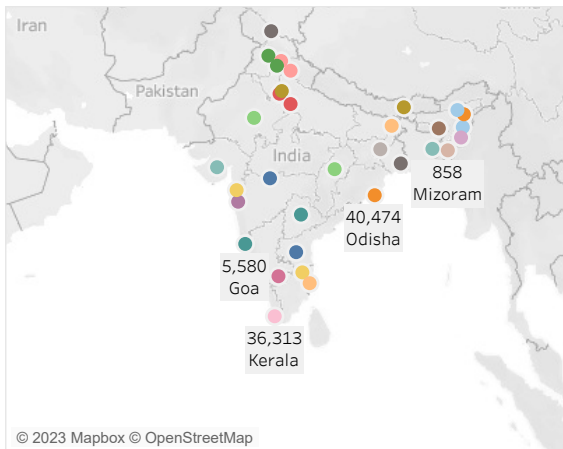 Iran
Pakistan
India
858
Mizoram
40,474
Odisha
5,580
Goa
36,313
Kerala
© 2023 Mapbox © OpenStreetMap